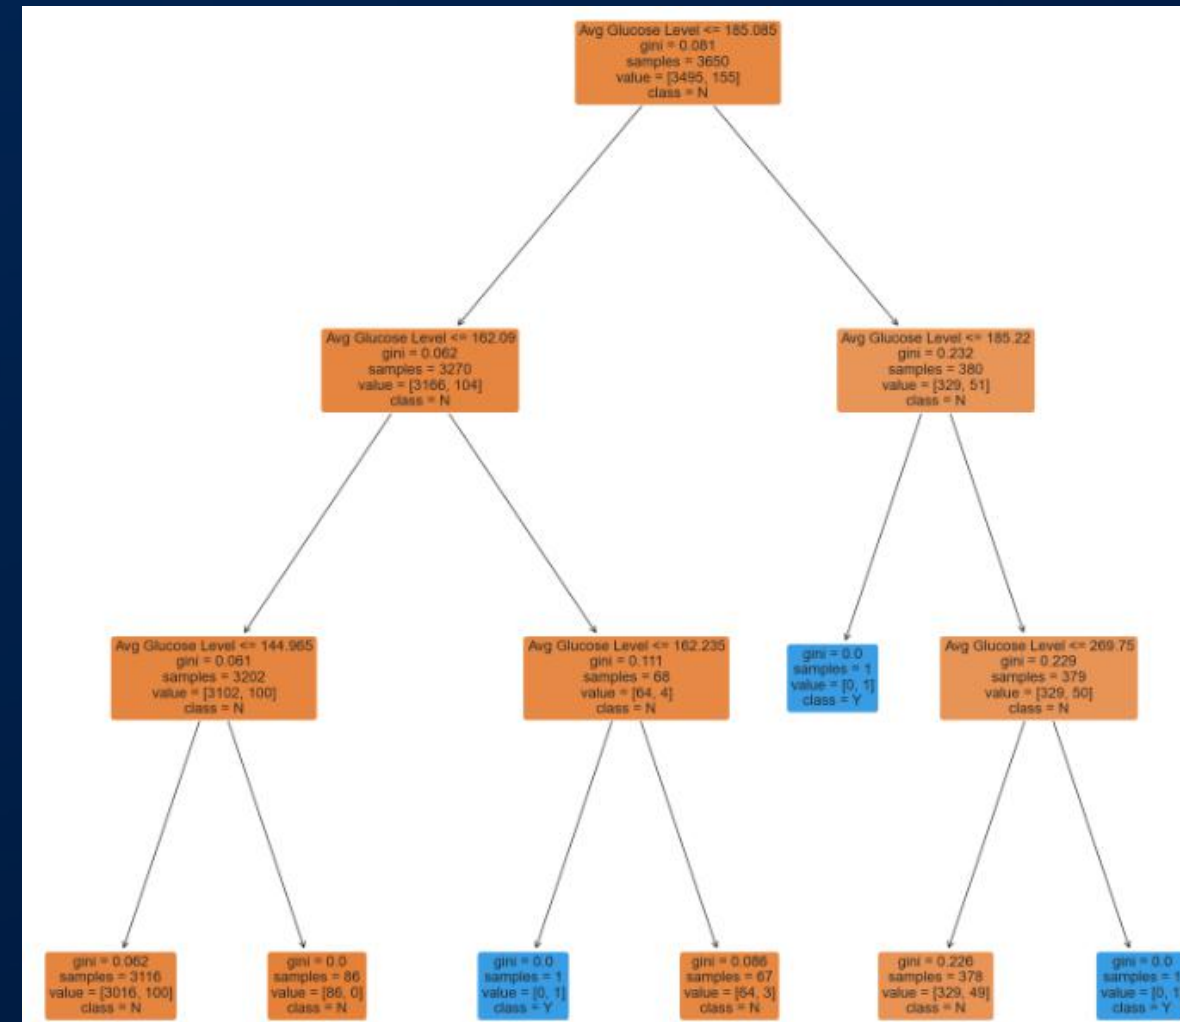 Avg Glucose Level <= 185.085
gini = 0.081
samples = 3650
value = [3495, 155]
class = N
Avg Glucose Level <= 162.09
gini = 0.062
samples = 3270
value = [3166, 104]
class = N
Avg Glucose Level <= 185.22
gini = 0.232
samples = 380
value = [329, 51]
class = N
Avg Glucose Level <= 144.965
gini = 0.061
samples = 3202
value = [3102, 100]
class = N
Avg Glucose Level <= 162.235
gini = 0.111
samples = 68
value = [64, 4]
class = N
gini = 0.0
samples = 1
value = [0, 1]
class = Y
Avg Glucose Level <= 269.75
gini = 0.229
samples = 379
value = [329, 50]
class = N
gini = 0.062
samples = 3116
value = [3016, 100]
class = N
gini = 0.0
samples = 86
value = [86, 0]
class = N
gini = 0.0
samples = 1
value = [0, 1]
class = Y
gini = 0.086
samples = 67
value = [64, 3]
class = N
gini = 0.226
samples = 378
value = [329, 49]
class = N
gini = 0.0
samples = 1
value = [0, 1
class = Y